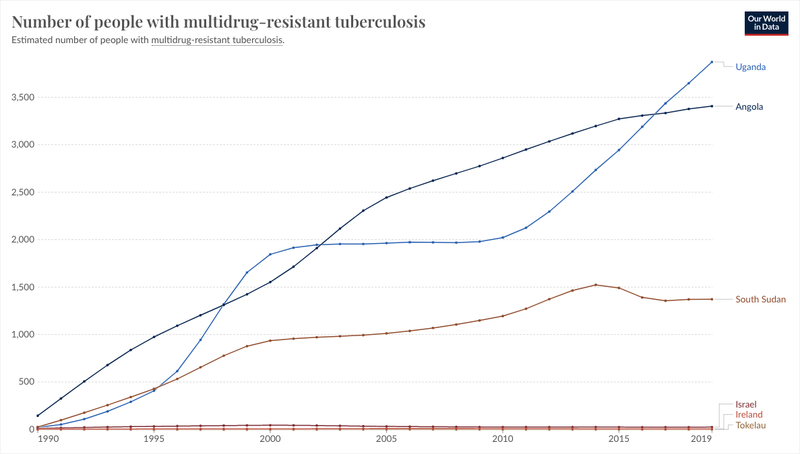 Number of people with multidrug-resistant tuberculosis
Estimated number of people with multidrug-resistant tuberculosis.
Our World
in Data
Uganda
3,500
Angola
3,000
2,500
2,000
1,500
South Sudan
1,000
500
Israel
Ireland
Tokelau
0
1990 1995 2000 2005 2010 2015 2019